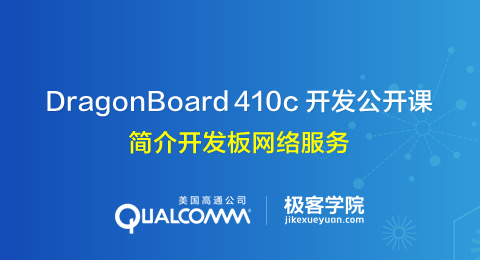 DragonBoard 410c 开发公开课
简介开发板网络服务
美国高通公司
QUALCOMM
极客学院
jikexueyuan.com